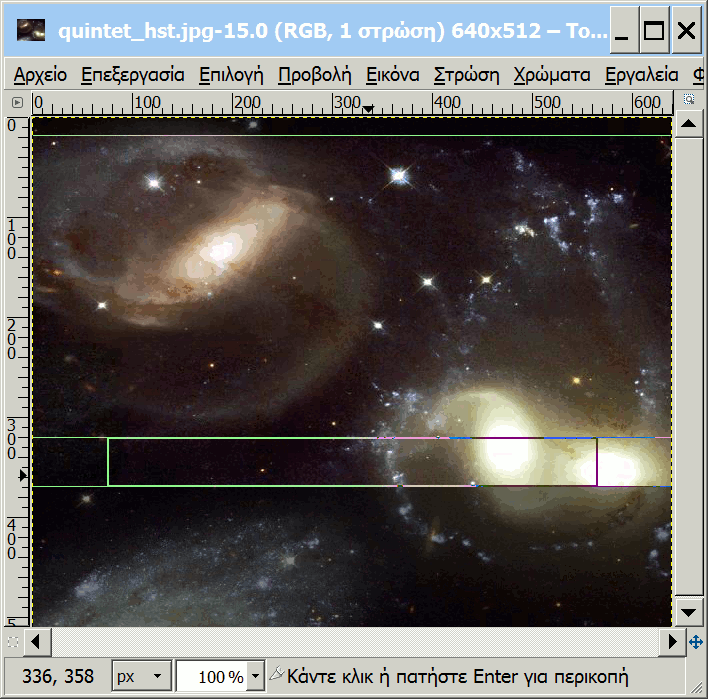 quintet_hst.jpg-15.0 (RGB, 1 στρώση) 640x512 – To...
Αρχείο Επεξεργασία Επιλογή Προβολή Εικόνα Στρώση Χρώματα Εργαλεία Φ
0 100 200 300 400 500 600
0
100
200
300
400
5
336, 358 px 100 % Κάντε κλικ ή πατήστε Enter για περικοπή